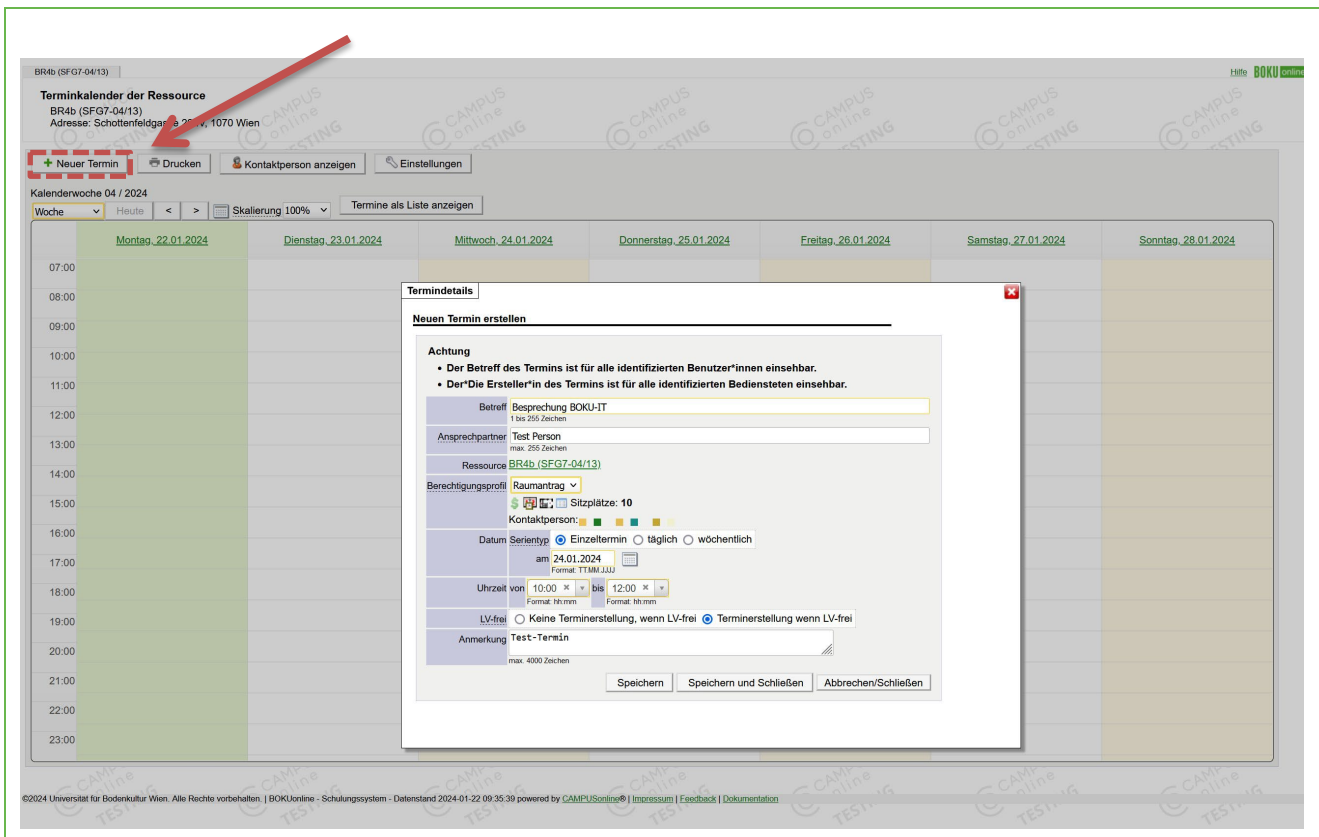 BR4b (SFG7-04/13)
Hilfe BOKU online
Terminkalender der Ressource
BR4b (SFG7-04/13)
Adresse: Schottenfeldgasse 29/IV, 1070 Wien
+ Neuer Termin Drucken Kontaktperson anzeigen Einstellungen
Kalenderwoche 04 / 2024
Woche Heute < > Skalierung 100% Termine als Liste anzeigen
Montag, 22.01.2024 Dienstag, 23.01.2024 Mittwoch, 24.01.2024 Donnerstag, 25.01.2024 Freitag, 26.01.2024 Samstag, 27.01.2024 Sonntag, 28.01.2024
07:00
08:00
09:00
10:00
11:00
12:00
13:00
14:00
15:00
16:00
17:00
18:00
19:00
20:00
21:00
22:00
23:00
Termindetails
Neuen Termin erstellen
Achtung
• Der Betreff des Termins ist für alle identifizierten Benutzer*innen einsehbar.
• Der*Die Ersteller*in des Termins ist für alle identifizierten Bediensteten einsehbar.
Betreff Besprechung BOKU-IT
1 bis 255 Zeichen
Ansprechpartner Test Person
max. 255 Zeichen
Ressource BR4b (SFG7-04/13)
Berechtigungsprofil Raumantrag
Sitzplätze: 10
Kontaktperson:
Datum Serientyp Einzeltermin täglich wöchentlich
am 24.01.2024
Format: TT.MM.JJJJ
Uhrzeit von 10:00 × bis 12:00 ×
Format: hh:mm Format: hh:mm
LV-frei Keine Terminerstellung, wenn LV-frei Terminerstellung wenn LV-frei
Anmerkung Test-Termin
max. 4000 Zeichen
Speichern Speichern und Schließen Abbrechen/Schließen
©2024 Universität für Bodenkultur Wien. Alle Rechte vorbehalten. | BOKUonline - Schulungssystem - Datenstand 2024-01-22 09:35:39 powered by CAMPUSonline® | Impressum | Feedback | Dokumentation